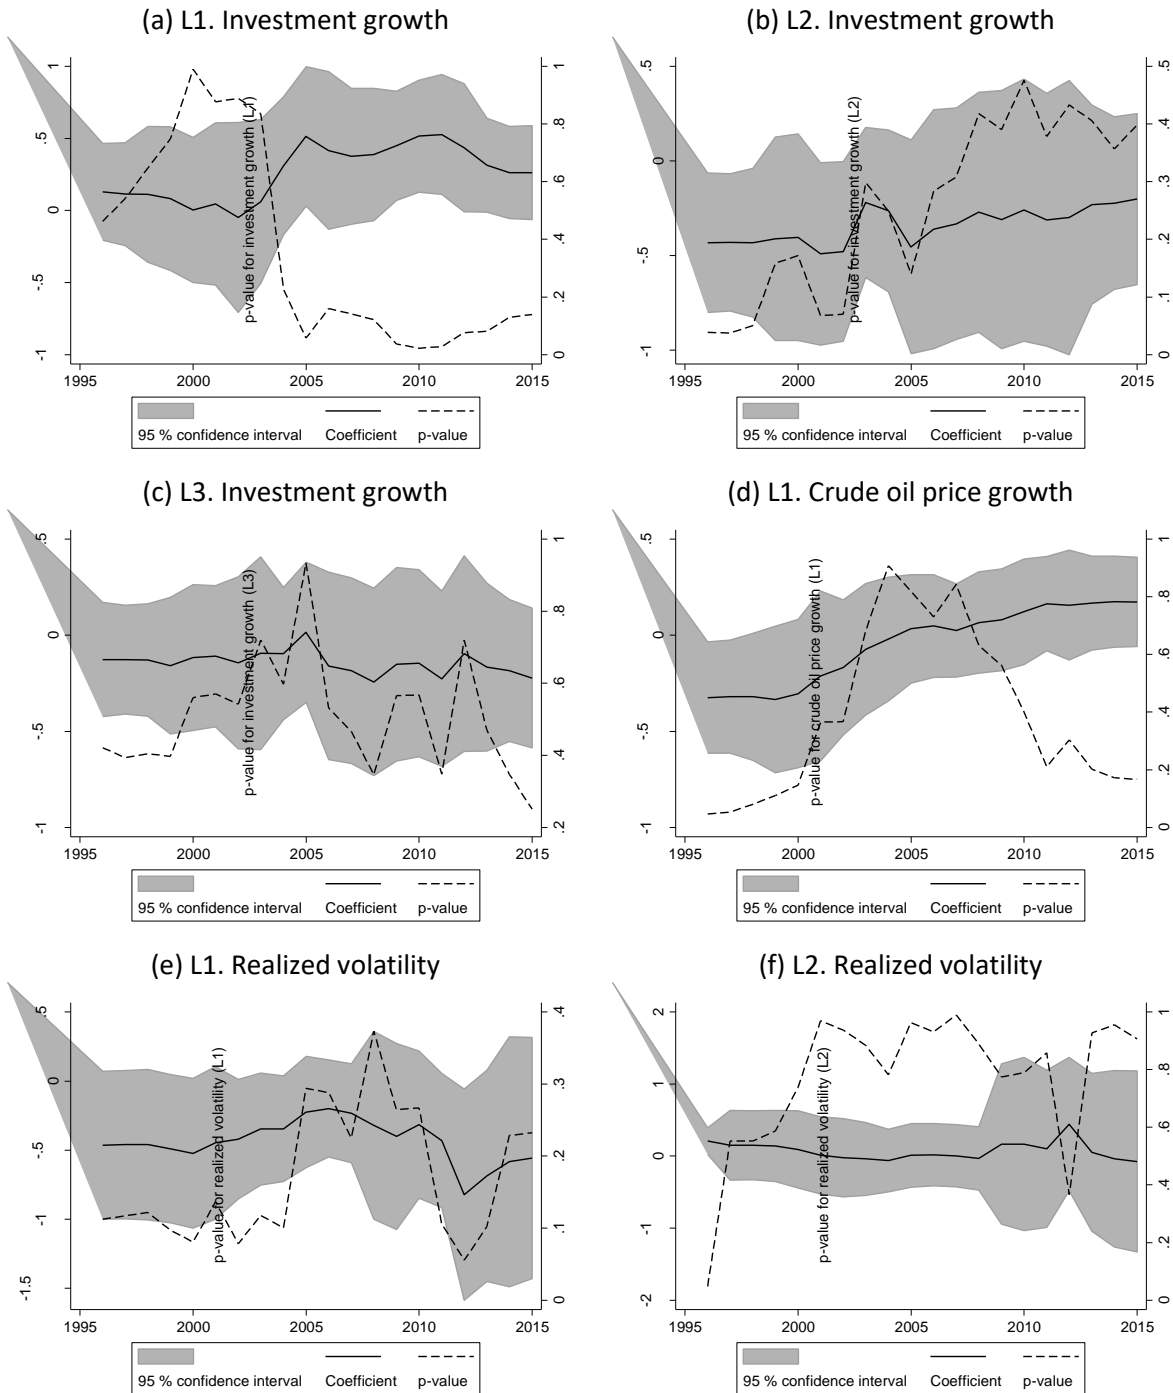 (a) L1. Investment growth
1
.5
0
-.5
-1
p-value for investment growth (L1)
1
.8
.6
.4
.2
0
1995 2000 2005 2010 2015
95 % confidence interval Coefficient p-value
(b) L2. Investment growth
.5
0
-.5
-1
p-value for investment growth (L2)
.5
.4
.3
.2
.1
0
1995 2000 2005 2010 2015
95 % confidence interval Coefficient p-value
(c) L3. Investment growth
.5
0
-.5
-1
p-value for investment growth (L3)
1
.8
.6
.4
.2
1995 2000 2005 2010 2015
95 % confidence interval Coefficient p-value
(d) L1. Crude oil price growth
.5
0
-.5
-1
p-value for crude oil price growth (L1)
1
.8
.6
.4
.2
0
1995 2000 2005 2010 2015
95 % confidence interval Coefficient p-value
(e) L1. Realized volatility
.5
0
-.5
-1
-1.5
p-value for realized volatility (L1)
.4
.3
.2
.1
0
1995 2000 2005 2010 2015
95 % confidence interval Coefficient p-value
(f) L2. Realized volatility
2
1
0
-1
-2
p-value for realized volatility (L2)
1
.8
.6
.4
.2
0
1995 2000 2005 2010 2015
95 % confidence interval Coefficient p-value